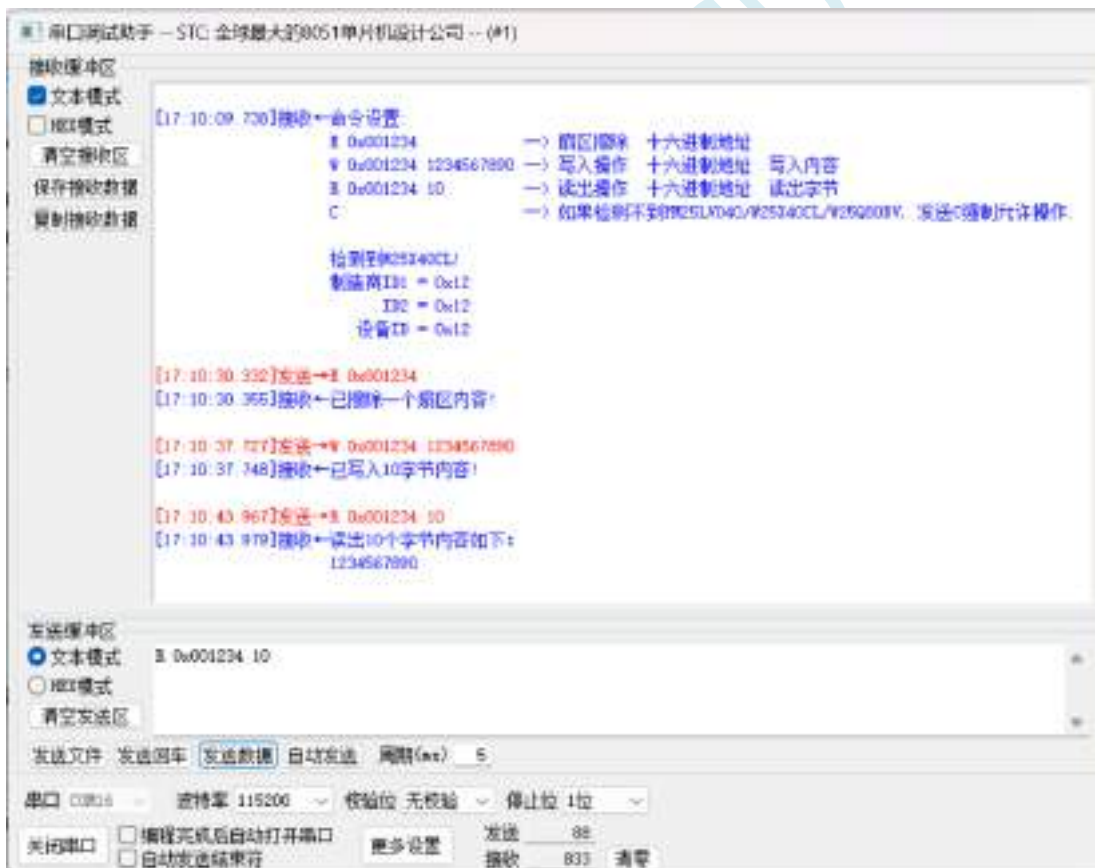 串口调试助手 -- STC: 全球最大的8051单片机设计公司 -- (#1)
接收缓冲区
文本模式
HEX模式
清空接收区
保存接收数据
复制接收数据
[17:10:09.730]接收←命令设置:
E 0x001234 --> 扇区擦除 十六进制地址
W 0x001234 1234567890 --> 写入操作 十六进制地址 写入内容
R 0x001234 10 --> 读出操作 十六进制地址 读出字节
C --> 如果检测不到 发送C强制允许操作.
检测到W25X40CL!
制造商ID1 = 0x12
ID2 = 0x12
设备ID = 0x12
[17:10:30.332]发送→E 0x001234
[17:10:30.355]接收←已擦除一个扇区内容!
[17:10:37.727]发送→W 0x001234 1234567890
[17:10:37.748]接收←已写入10字节内容!
[17:10:43.967]发送→R 0x001234 10
[17:10:43.979]接收←读出10个字节内容如下:
1234567890
发送缓冲区
文本模式
HEX模式
清空发送区
R 0x001234 10
发送文件 发送回车 发送数据 自动发送 周期(ms) 5
串口 COM16 波特率 115200 校验位 无校验 停止位 1位
关闭串口
编程完成后自动打开串口
自动发送结束符
更多设置
发送 88
接收 833 清零